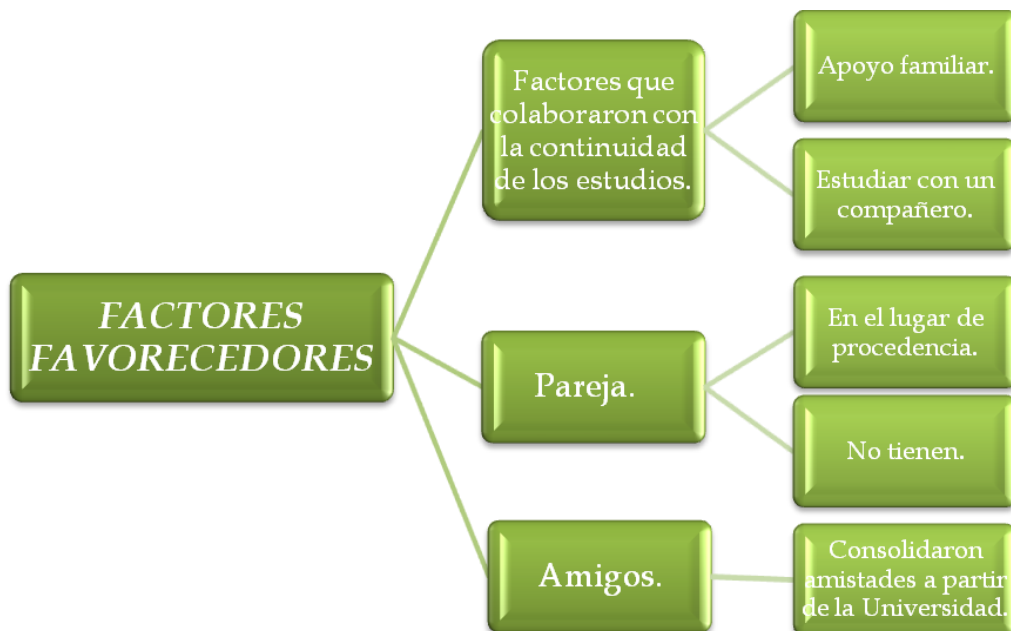 FACTORES
FAVORECEDORES
Factores que
colaboraron con
la continuidad
de los estudios.
Apoyo familiar.
Estudiar con un
compañero.
Pareja.
En el lugar de
procedencia.
No tienen.
Amigos.
Consolidaron
amistades a partir
de la Universidad.